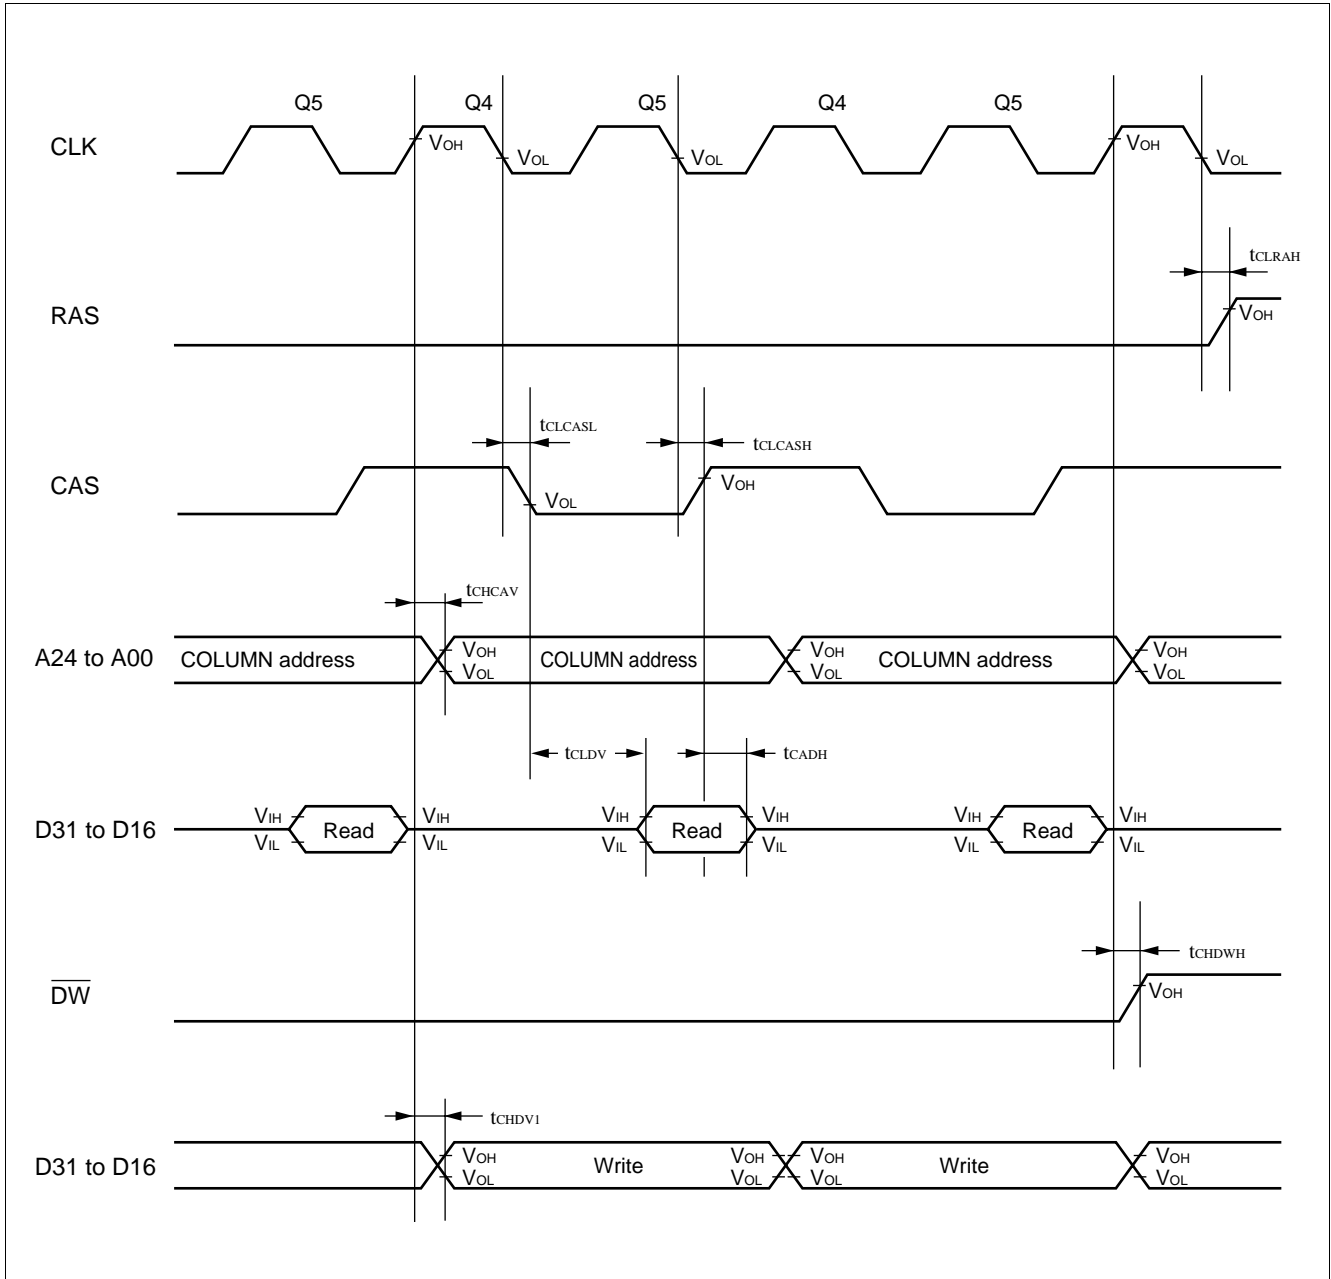 Q5 Q4 Q5 Q4 Q5
CLK VOH VOL VOL VOH VOL
tCLRAH
RAS VOH
tCLCASL tCLCASH
CAS VOL VOH
tCHCAV
A24 to A00 COLUMN address VOH VOL COLUMN address VOH VOL COLUMN address VOH VOL
tCLDV tCADH
D31 to D16 VIH VIL Read VIH VIL VIH VIL Read VIH VIL VIH VIL Read VIH VIL
tCHDWH
DW VOH
tCHDV1
D31 to D16 VOH VOL Write VOH VOL VOH VOL Write VOH VOL